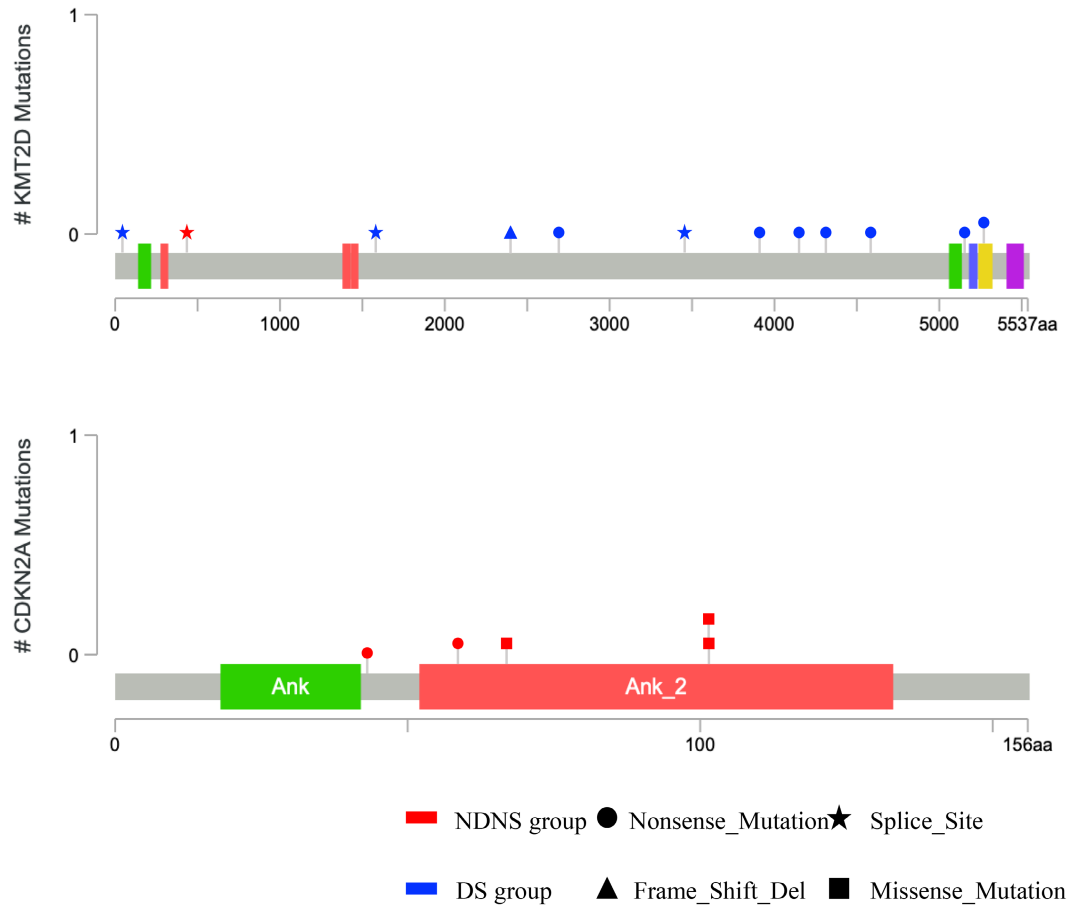 # KMT2D Mutations
1
0
0 1000 2000 3000 4000 5000 5537aa
# CDKN2A Mutations
1
0
Ank Ank_2
0 100 156aa
NDNS group Nonsense_Mutation Splice_Site
DS group Frame_Shift_Del Missense_Mutation